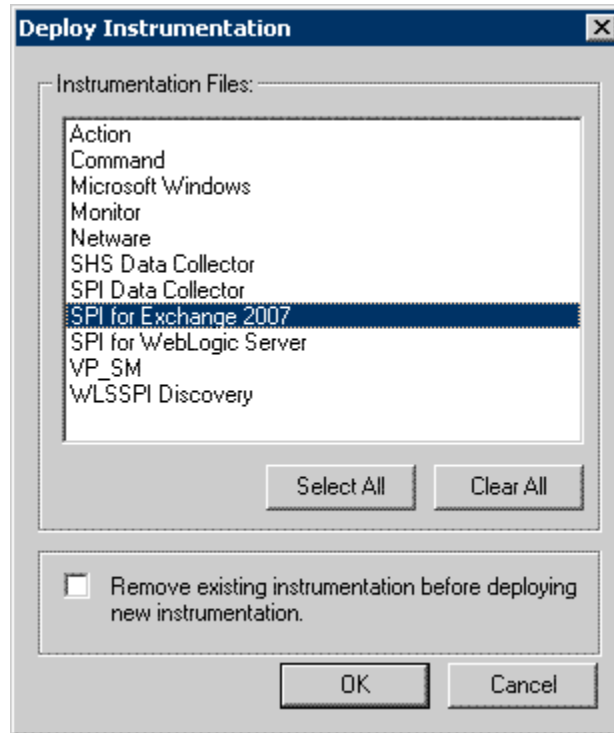 Deploy Instrumentation
Instrumentation Files:
Action
Command
Microsoft Windows
Monitor
Netware
SHS Data Collector
SPI Data Collector
SPI for Exchange 2007
SPI for WebLogic Server
VP_SM
WLSSPI Discovery
Select All
Clear All
Remove existing instrumentation before deploying
new instrumentation.
OK
Cancel